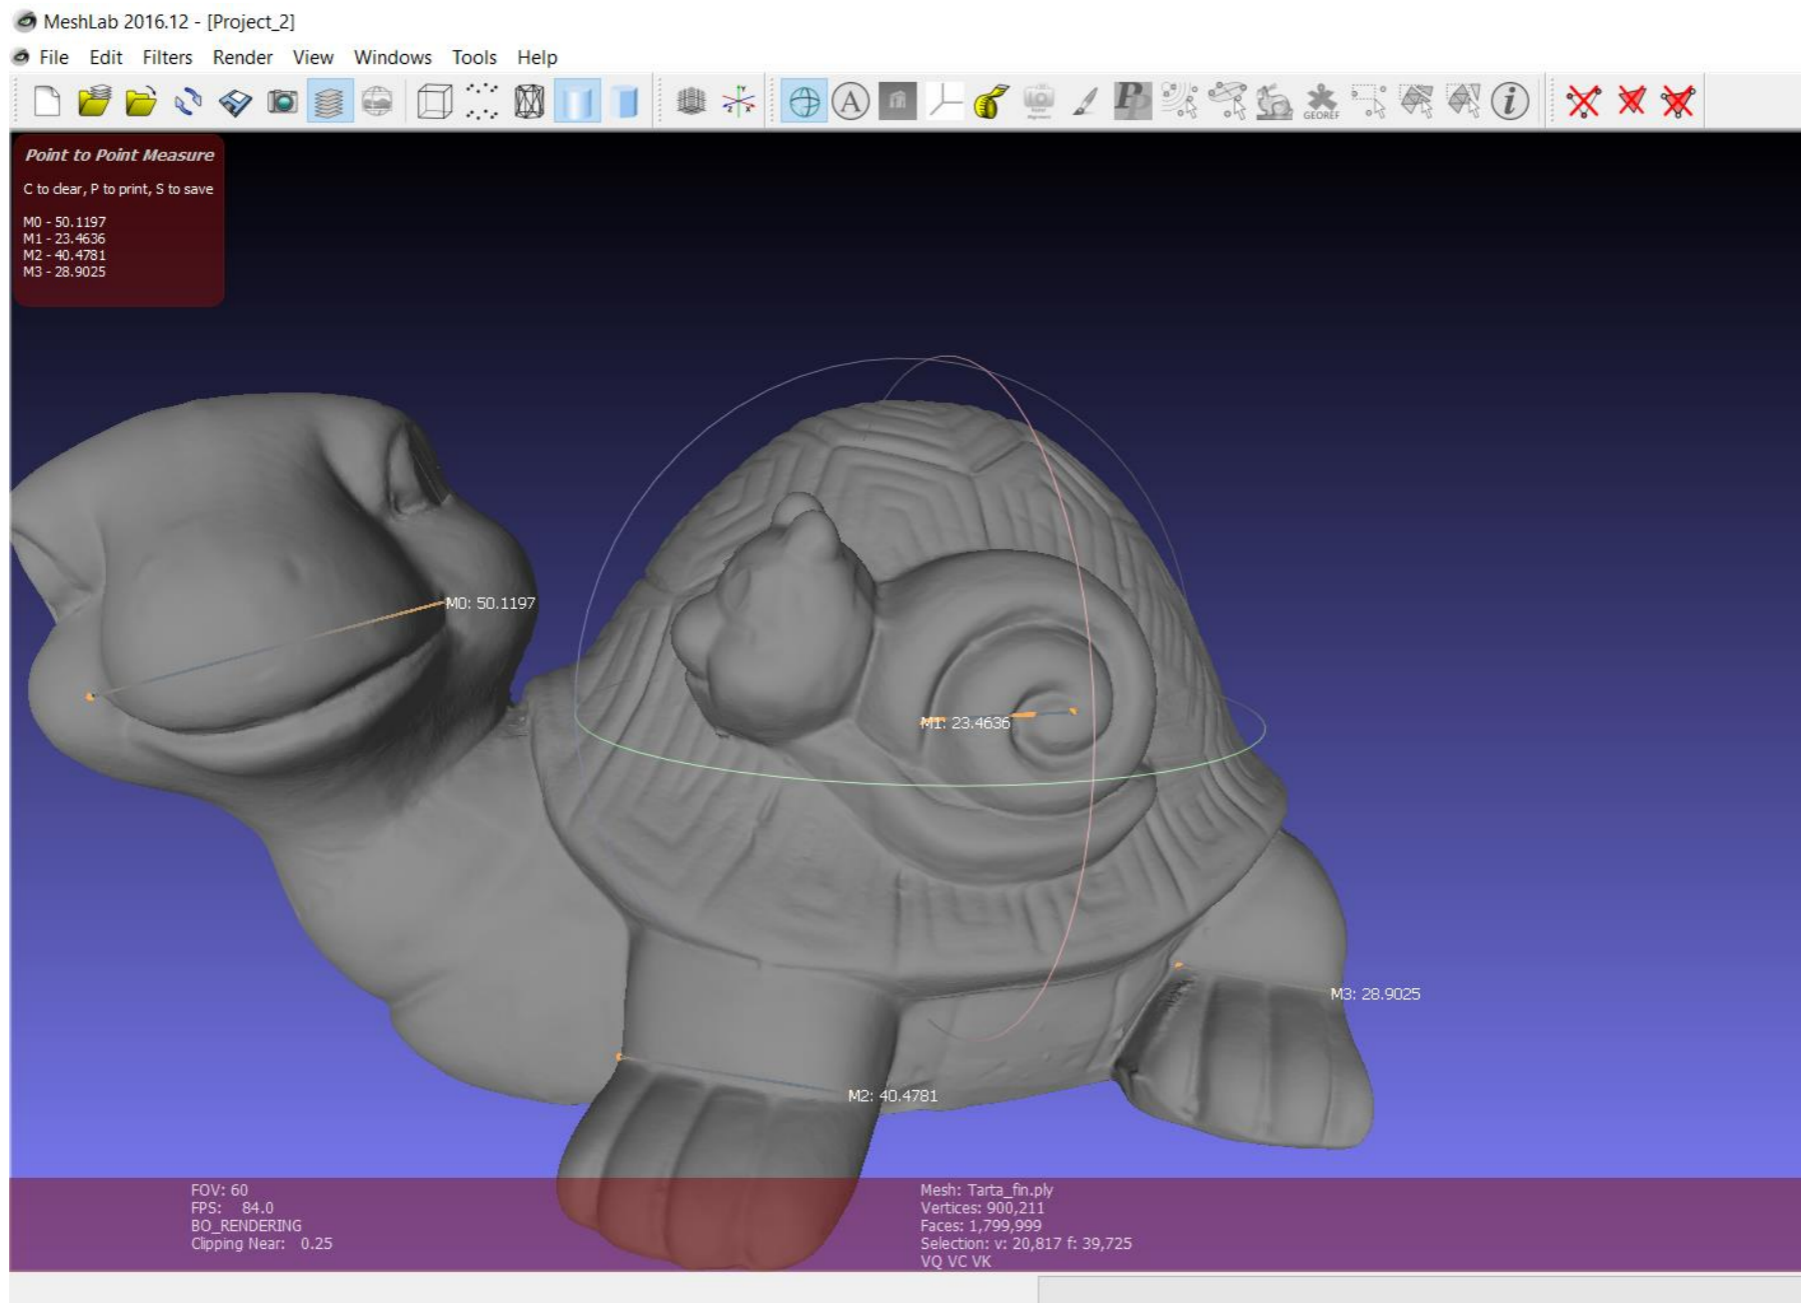 MeshLab 2016.12 - [Project_2]
File Edit Filters Render View Windows Tools Help
A
GEOREF
i
Point to Point Measure
C to clear, P to print, S to save
M0 - 50.1197
M1 - 23.4636
M2 - 40.4781
M3 - 28.9025
M0: 50.1197
M1: 23.4636
M3: 28.9025
M2: 40.4781
FOV: 60
FPS: 84.0
BO_RENDERING
Clipping Near: 0.25
Mesh: Tarta_fin.ply
Vertices: 900,211
Faces: 1,799,999
Selection: v: 20,817 f: 39,725
VQ VC VK